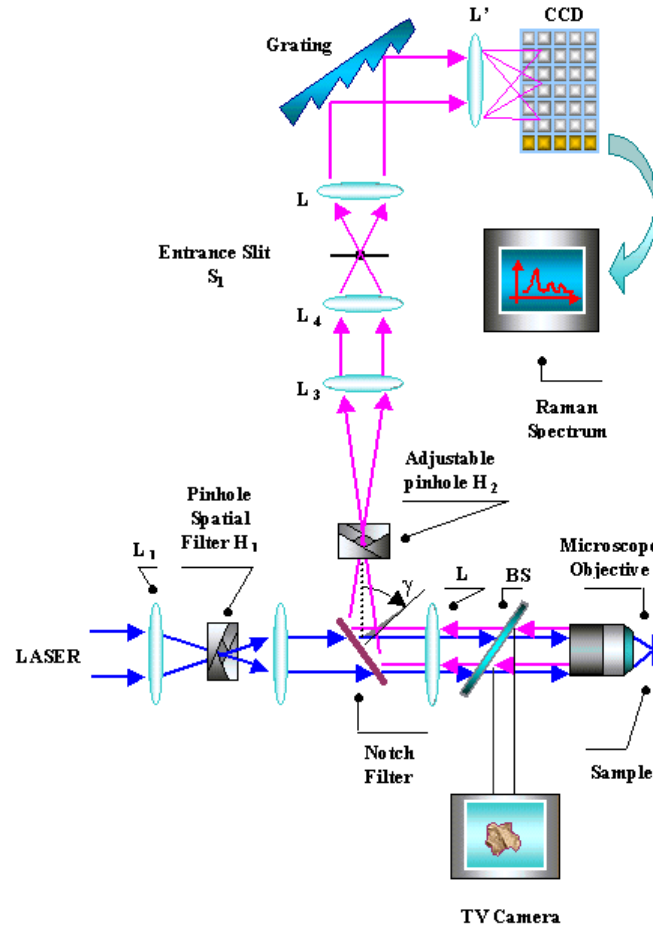 L’
CCD
Grating
L
Entrance Slit
S1
L4
L3
Raman
Spectrum
Adjustable
pinhole H2
Pinhole
Spatial
Filter H1
L1
Microscope
Objective
γ
L
BS
LASER
Notch
Filter
Sample
TV Camera